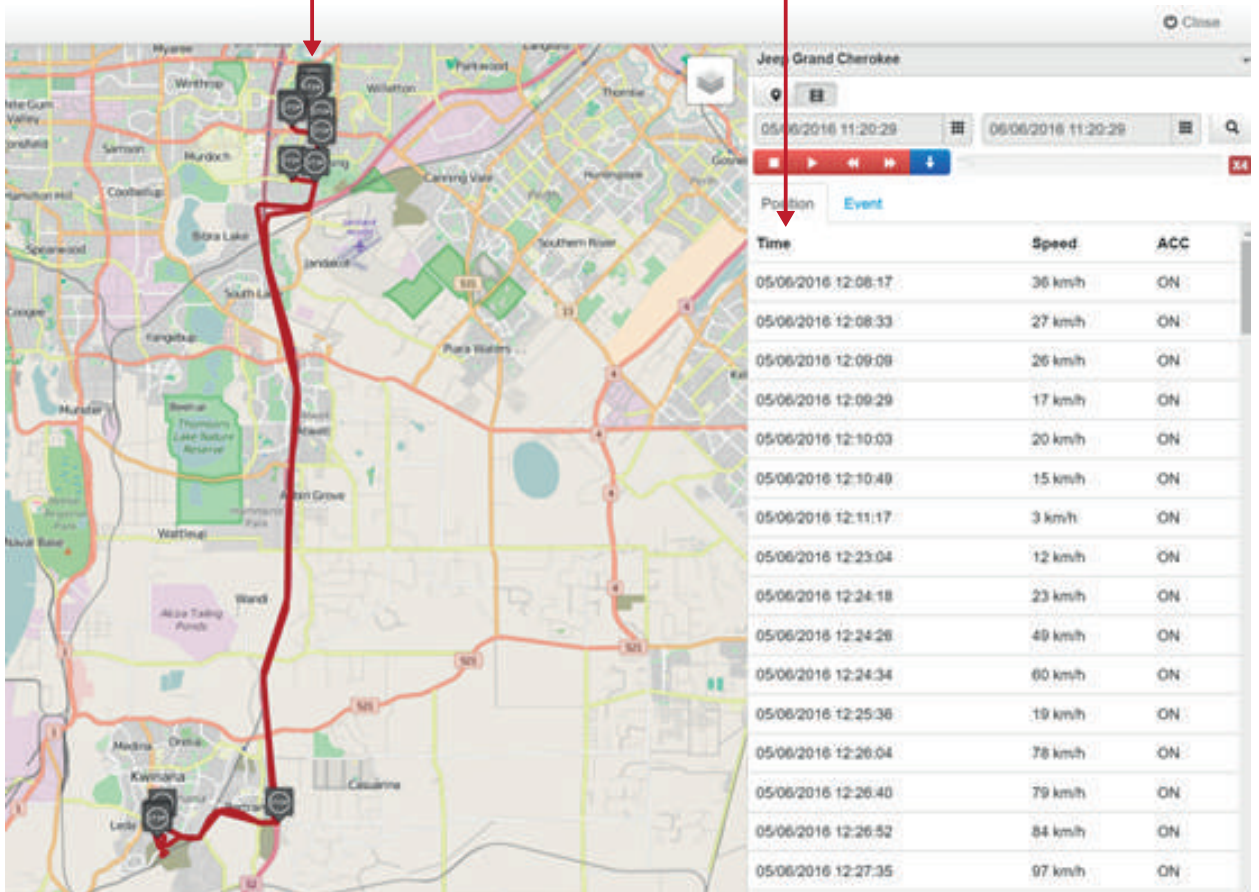 Close
Jeep Grand Cherokee
05/06/2016 11:20:29
06/06/2016 11:20:29
X4
Position Event
Time Speed ACC
05/06/2016 12:08:17 36 km/h ON
05/06/2016 12:08:33 27 km/h ON
05/06/2016 12:09:09 26 km/h ON
05/06/2016 12:09:29 17 km/h ON
05/06/2016 12:10:03 20 km/h ON
05/06/2016 12:10:49 15 km/h ON
05/06/2016 12:11:17 3 km/h ON
05/06/2016 12:23:04 12 km/h ON
05/06/2016 12:24:18 23 km/h ON
05/06/2016 12:24:26 49 km/h ON
05/06/2016 12:24:34 60 km/h ON
05/06/2016 12:25:36 19 km/h ON
05/06/2016 12:26:04 78 km/h ON
05/06/2016 12:26:40 79 km/h ON
05/06/2016 12:26:52 84 km/h ON
05/06/2016 12:27:35 97 km/h ON
Myaree
Parkwood
Winthrop
Willetton
Thornlie
Valley
Samson
Murdoch
Canning Vale
Huntingdale
Coolbellup
Bibra Lake
Southern River
Spearwood
Jandakot
South La
Coogee
Yangebup
Piara Waters ...
Munster
Beeliar
Thomsons
Lake Nature
Reserve
Atwell
Grove
Park
Wattleup
Naval Base
Wandi
Alcoa Tailing
Ponds
Medina
Orelia
Kwinana
Casuarina
Leda